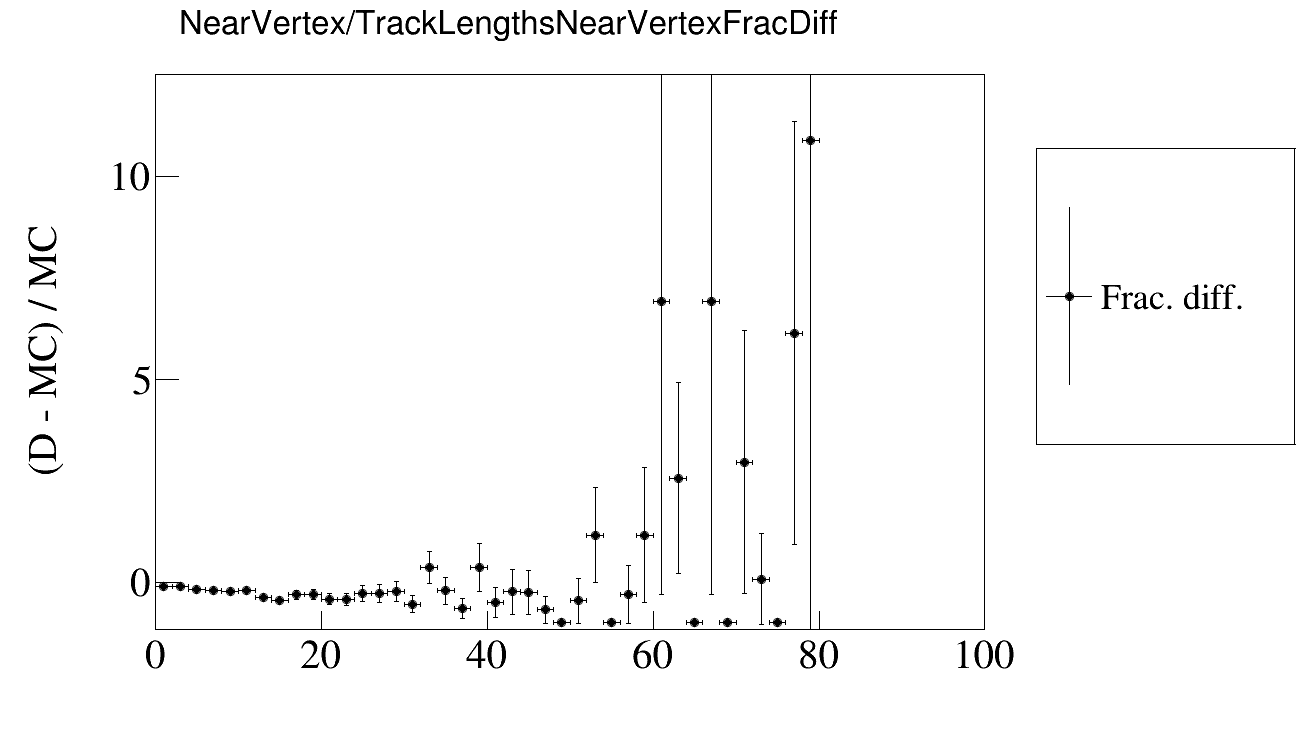 NearVertex/TrackLengthsNearVertexFracDiff
(D - MC) / MC
10
5
0
0 20 40 60 80 100
Frac. diff.